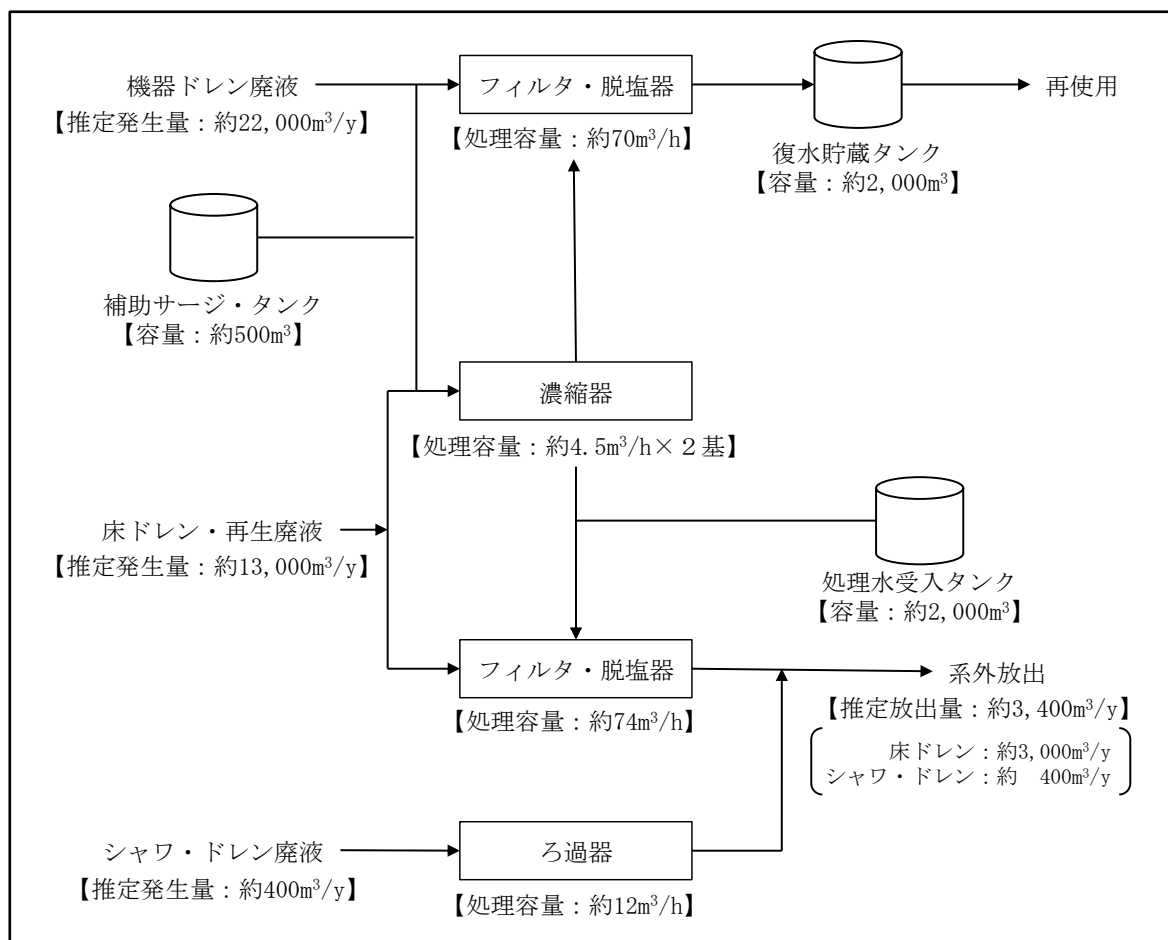 機器ドレン廃液
【推定発生量：約22,000m³/y】
フィルタ・脱塩器
【処理容量：約70m³/h】
復水貯蔵タンク
【容量：約2,000m³】
再使用
補助サージ・タンク
【容量：約500m³】
濃縮器
【処理容量：約4.5m³/h×２基】
床ドレン・再生廃液
【推定発生量：約13,000m³/y】
処理水受入タンク
【容量：約2,000m³】
フィルタ・脱塩器
【処理容量：約74m³/h】
系外放出
【推定放出量：約3,400m³/y】
床ドレン：約3,000m³/y
シャワ・ドレン：約　400m³/y
シャワ・ドレン廃液
【推定発生量：約400m³/y】
ろ過器
【処理容量：約12m³/h】